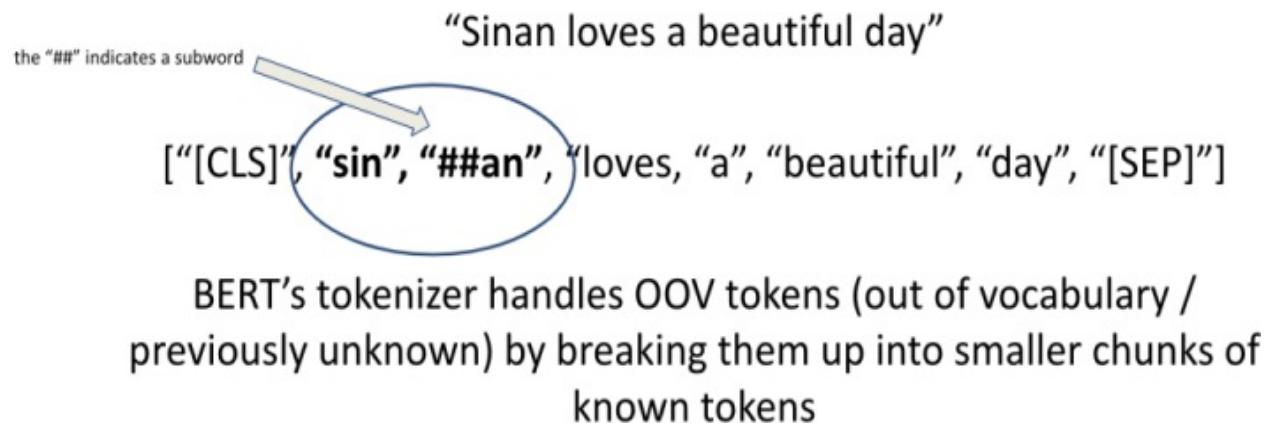 “Sinan loves a beautiful day”
the “##” indicates a subword
[“[CLS]”, “sin”, “##an”, “loves, “a”, “beautiful”, “day”, “[SEP]”]
BERT’s tokenizer handles OOV tokens (out of vocabulary /
previously unknown) by breaking them up into smaller chunks of
known tokens